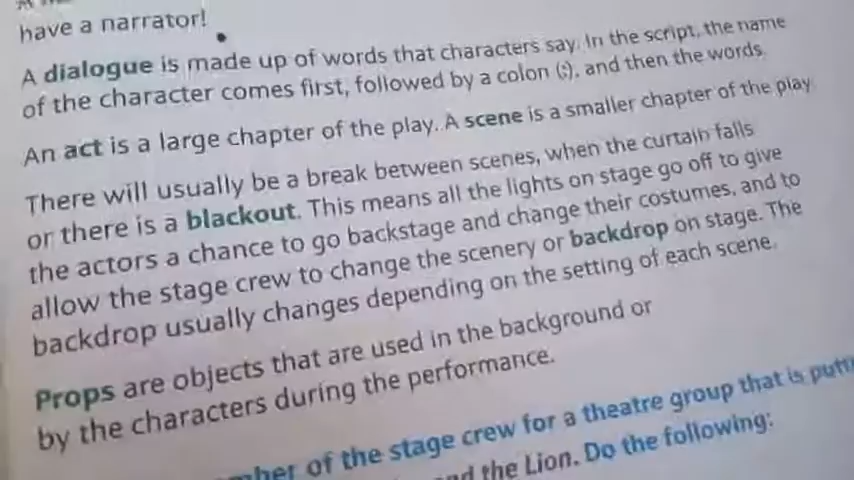 have a narrator!
A dialogue is made up of words that characters say. In the script, the name
of the character comes first, followed by a colon (:), and then the words.
An act is a large chapter of the play. A scene is a smaller chapter of the play.
There will usually be a break between scenes, when the curtain falls
or there is a blackout. This means all the lights on stage go off to give
the actors a chance to go backstage and change their costumes, and to
allow the stage crew to change the scenery or backdrop on stage. The
backdrop usually changes depending on the setting of each scene.
Props are objects that are used in the background or
by the characters during the performance.
of the stage crew for a theatre group that is
and the Lion. Do the following: